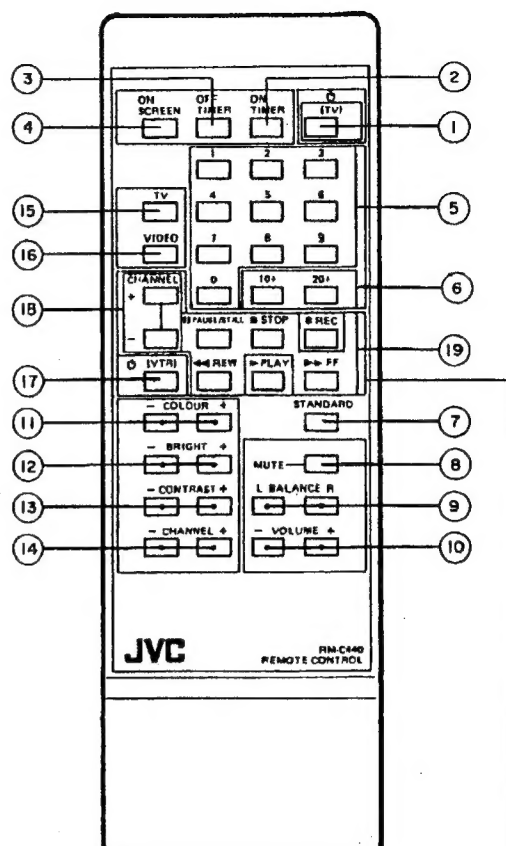 3 2
ON SCREEN OFF TIMER ON TIMER (TV)
4 1
1 2 3
TV 4 5 6
15 5
VIDEO 7 8 9
16
CHANNEL 0 10+ 20+
6
+
18 PAUSE/STILL STOP REC
-
19
(VTR) REW PLAY FF
17
- COLOUR + STANDARD
11 7
- BRIGHT + MUTE
12 8
- CONTRAST + L BALANCE R
13 9
- CHANNEL + - VOLUME +
14 10
JVC RM-C440
REMOTE CONTROL